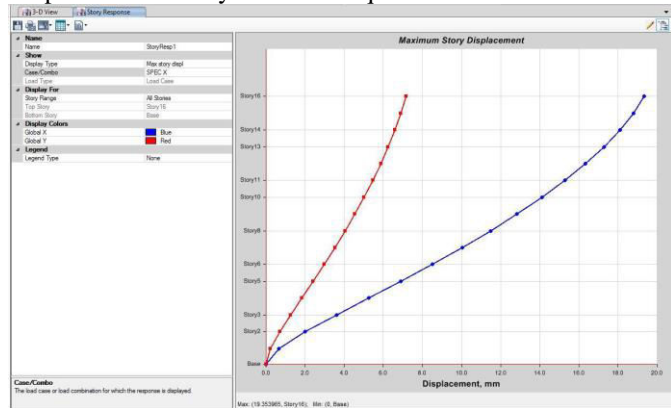 3-D View
Story Response
Name
Name StoryResp1
Show
Display Type Max story displ
Case/Combo SPEC X
Load Type Load Case
Display For
Story Range All Stories
Top Story Story16
Bottom Story Base
Display Colors
Global X Blue
Global Y Red
Legend
Legend Type None
Case/Combo
The load case or load combination for which the response is displayed.
Maximum Story Displacement
Story16
Story14
Story13
Story11
Story10
Story8
Story6
Story5
Story3
Story2
Base
0.0 2.0 4.0 6.0 8.0 10.0 12.0 14.0 16.0 18.0 20.0
Displacement, mm
Max: (19.353965, Story16); Min: (0, Base)